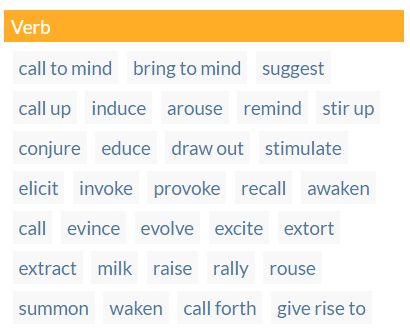 Verb
call to mind bring to mind suggest
call up induce arouse remind stir up
conjure educe draw out stimulate
elicit invoke provoke recall awaken
call evince evolve excite extort
extract milk raise rally rouse
summon waken call forth give rise to